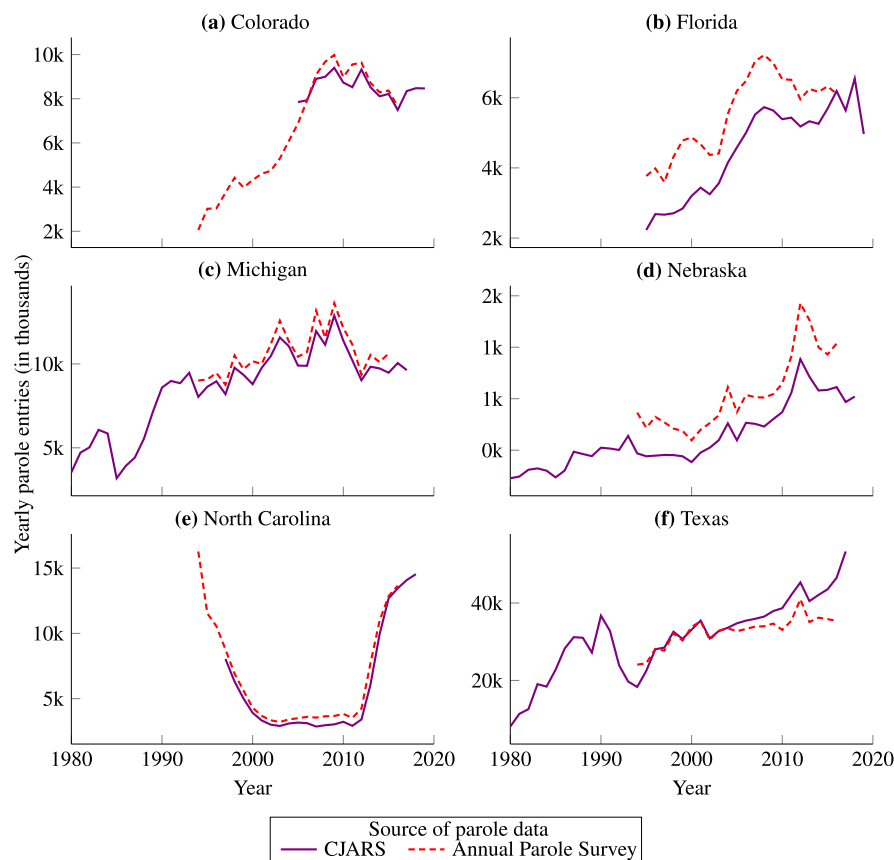 (a) Colorado
10k
8k
6k
4k
2k
(b) Florida
6k
4k
2k
Yearly parole entries (in thousands)
(c) Michigan
10k
5k
(d) Nebraska
2k
1k
1k
0k
(e) North Carolina
15k
10k
5k
1980 1990 2000 2010 2020
Year
(f) Texas
40k
20k
1980 1990 2000 2010 2020
Year
Source of parole data
CJARS Annual Parole Survey